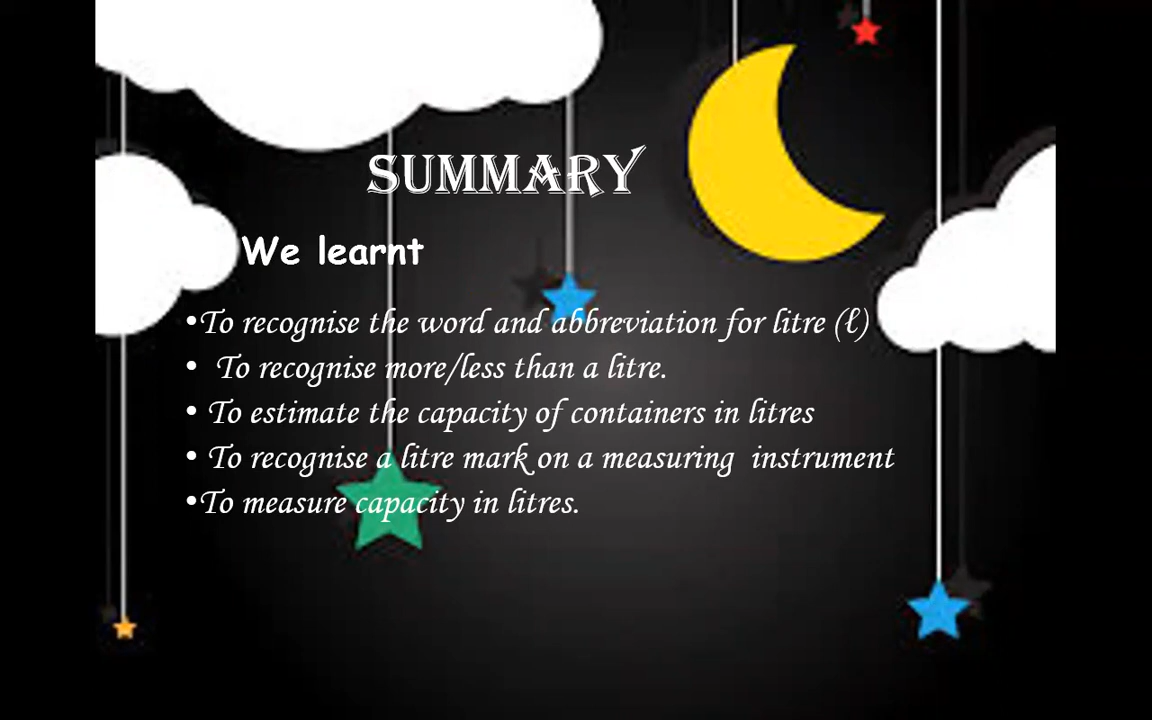 SUMMARY
We learnt
•To recognise the word and abbreviation for litre (ℓ)
• To recognise more/less than a litre.
• To estimate the capacity of containers in litres
• To recognise a litre mark on a measuring instrument
•To measure capacity in litres.